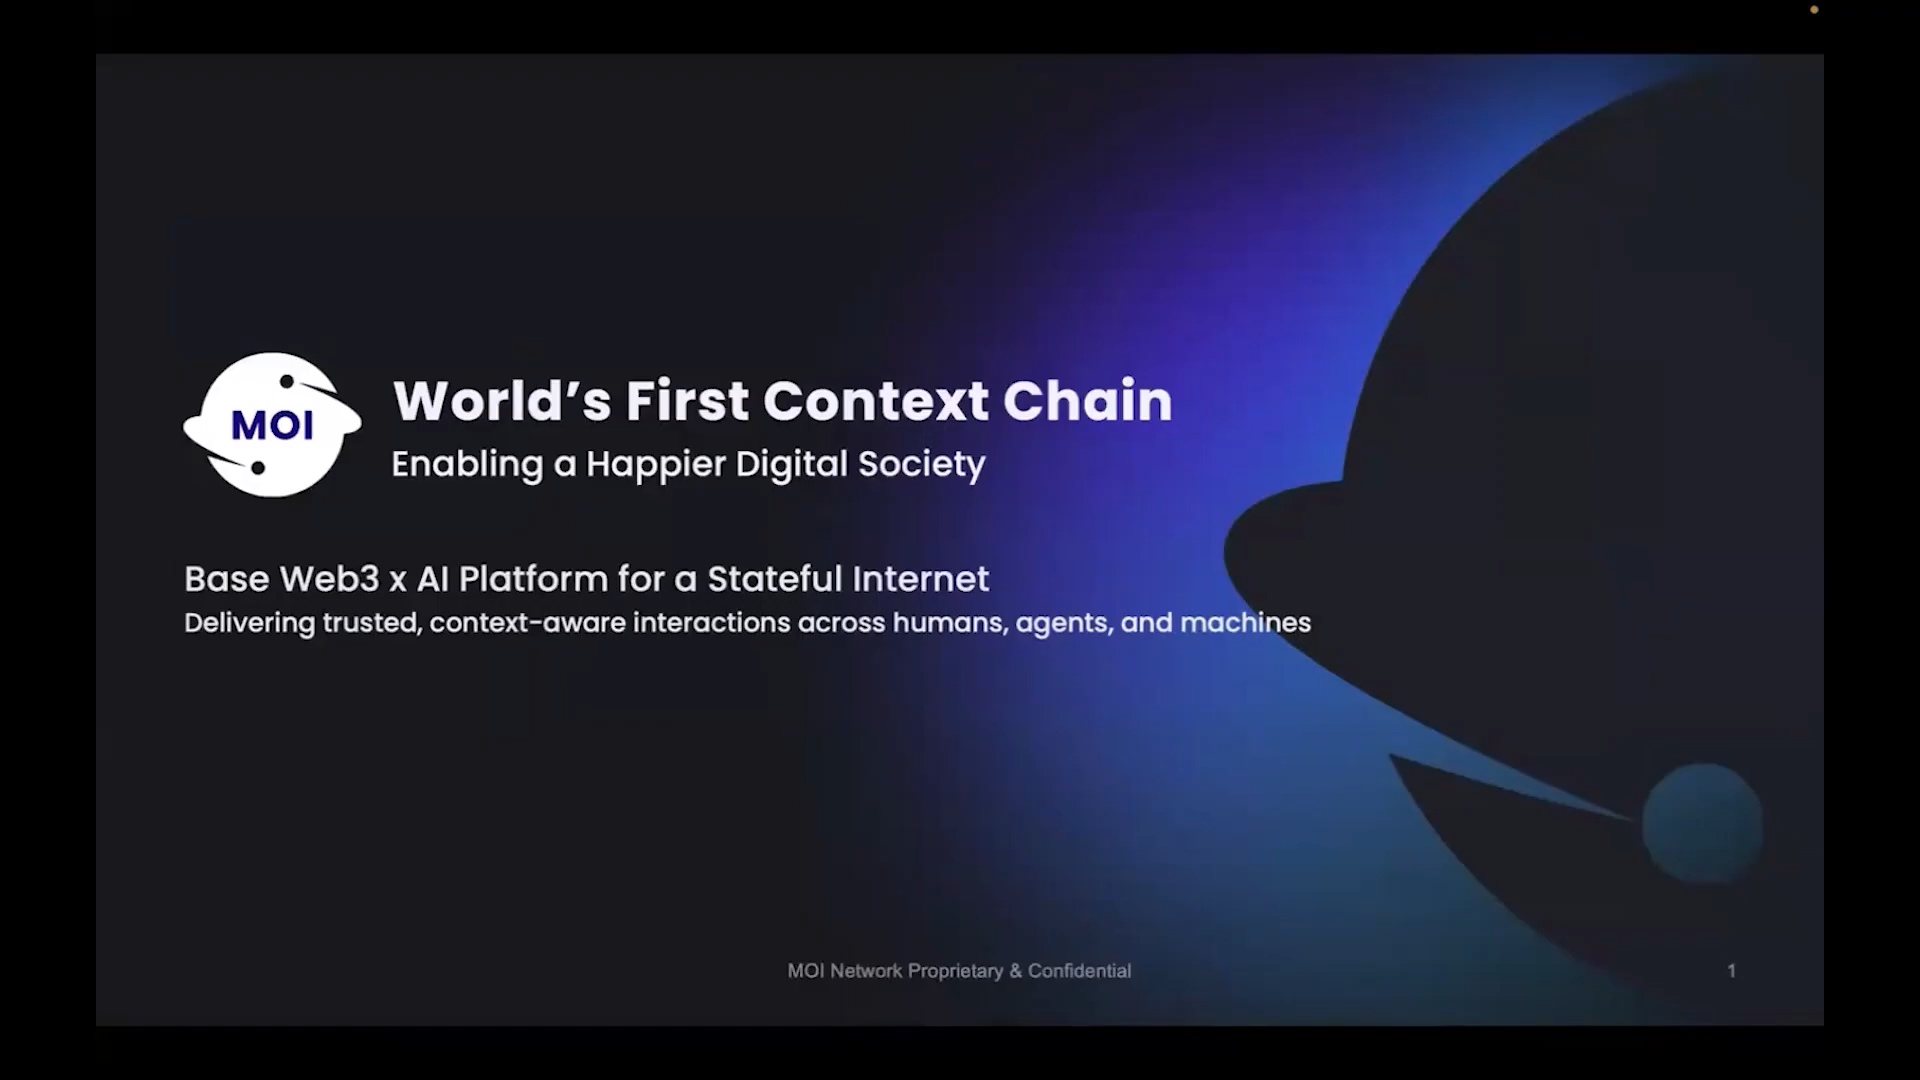 MOI
World's First Context Chain
Enabling a Happier Digital Society
Base Web3 x AI Platform for a Stateful Internet
Delivering trusted, context-aware interactions across humans, agents, and machines
MOI Network Proprietary & Confidential
1